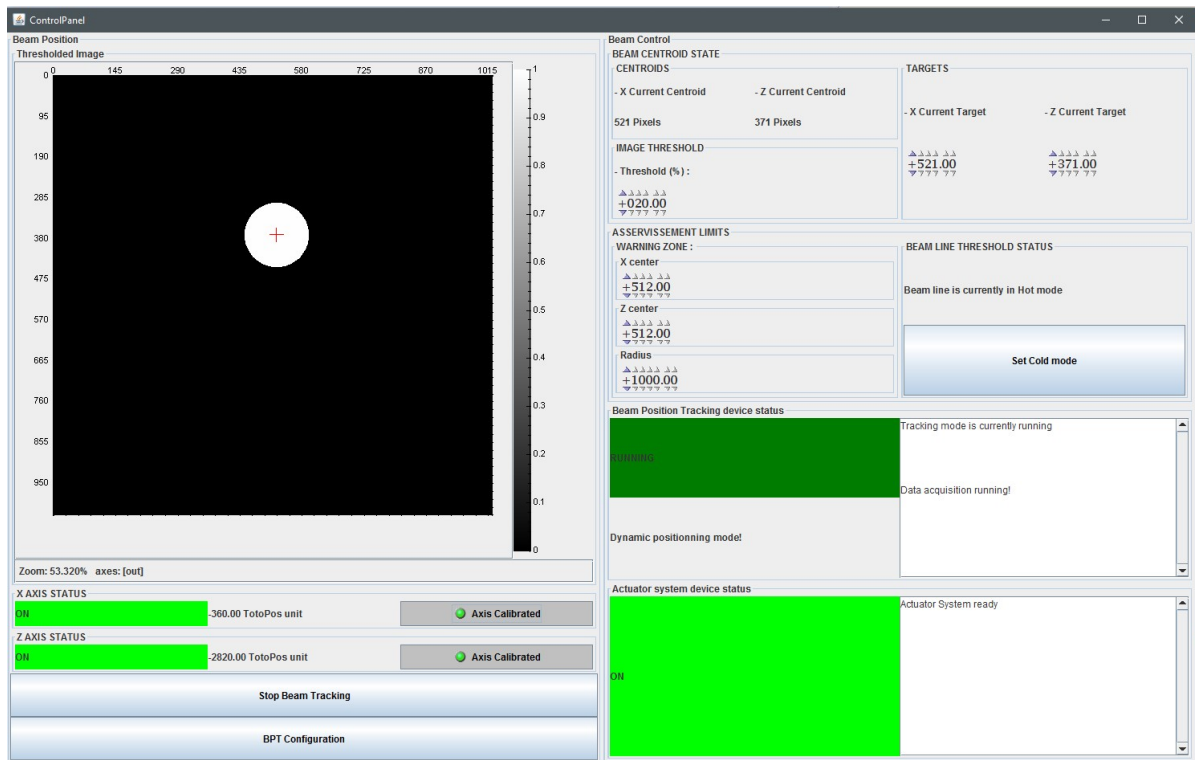 ControlPanel
Beam Position
Thresholded Image
0 145 290 435 580 725 870 1015
0
95
190
285
380
475
570
665
760
855
950
1
0.9
0.8
0.7
0.6
0.5
0.4
0.3
0.2
0.1
0
Zoom: 53.320% axes: [out]
X AXIS STATUS
ON -360.00 TotoPos unit Axis Calibrated
Z AXIS STATUS
ON -2820.00 TotoPos unit Axis Calibrated
Stop Beam Tracking
BPT Configuration
Beam Control
BEAM CENTROID STATE
CENTROIDS
- X Current Centroid - Z Current Centroid
521 Pixels 371 Pixels
IMAGE THRESHOLD
- Threshold (%) :
+020.00
TARGETS
- X Current Target - Z Current Target
+521.00 +371.00
ASSERVISSEMENT LIMITS
WARNING ZONE :
X center
+512.00
Z center
+512.00
Radius
+1000.00
BEAM LINE THRESHOLD STATUS
Beam line is currently in Hot mode
Set Cold mode
Beam Position Tracking device status
RUNNING
Dynamic positionning mode!
Tracking mode is currently running
Data acquisition running!
Actuator system device status
ON
Actuator System ready